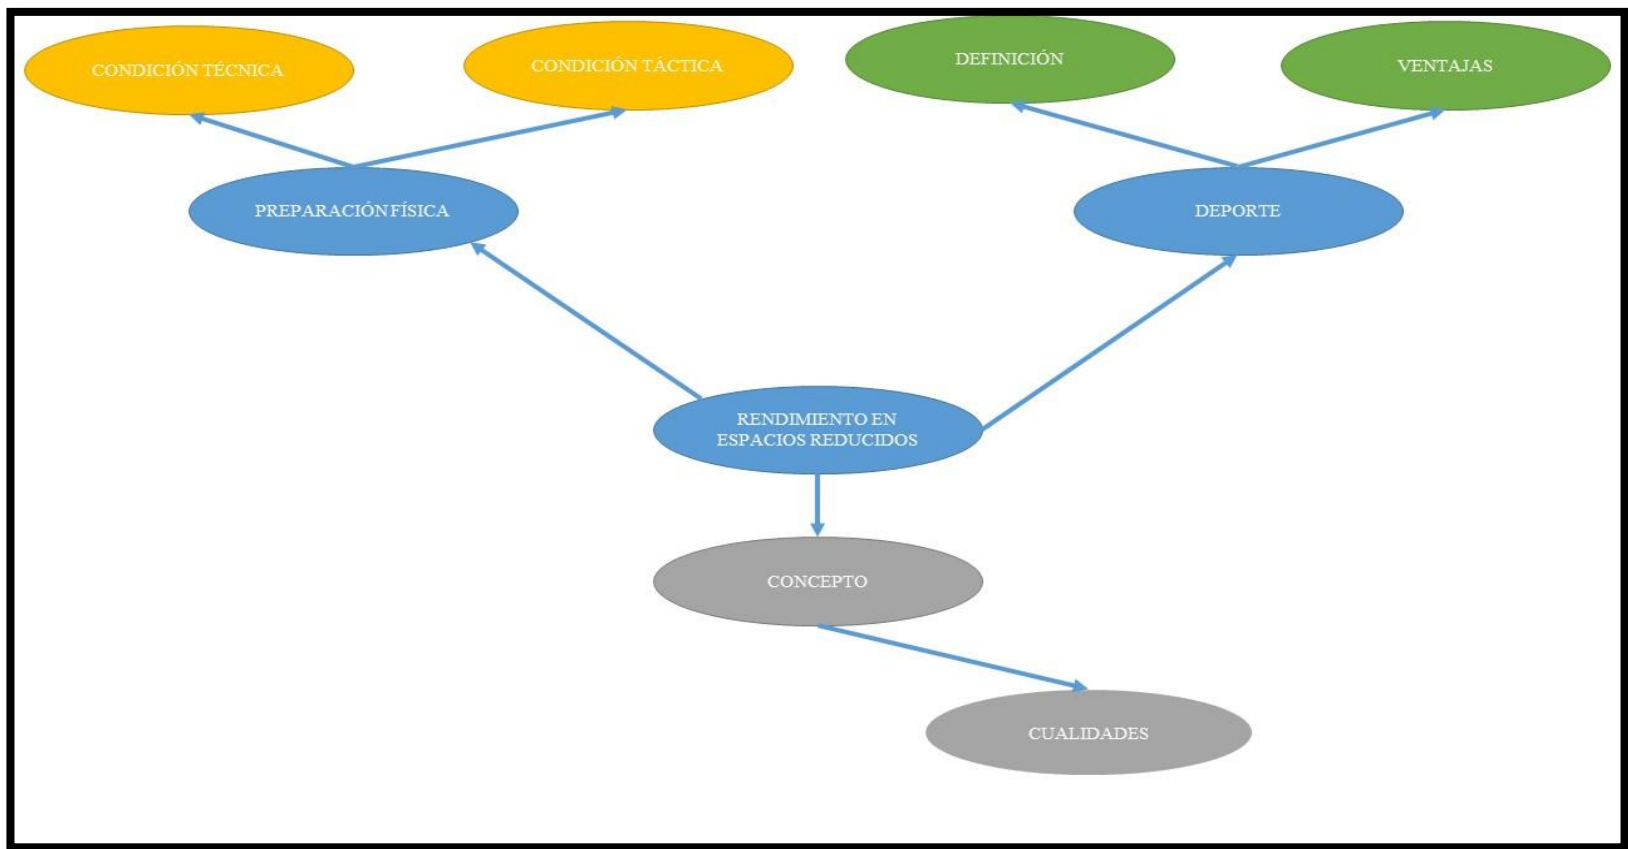 CONDICIÓN TÉCNICA
CONDICIÓN TÁCTICA
DEFINICIÓN
VENTAJAS
PREPARACIÓN FÍSICA
DEPORTE
RENDIMIENTO EN
ESPACIOS REDUCIDOS
CONCEPTO
CUALIDADES